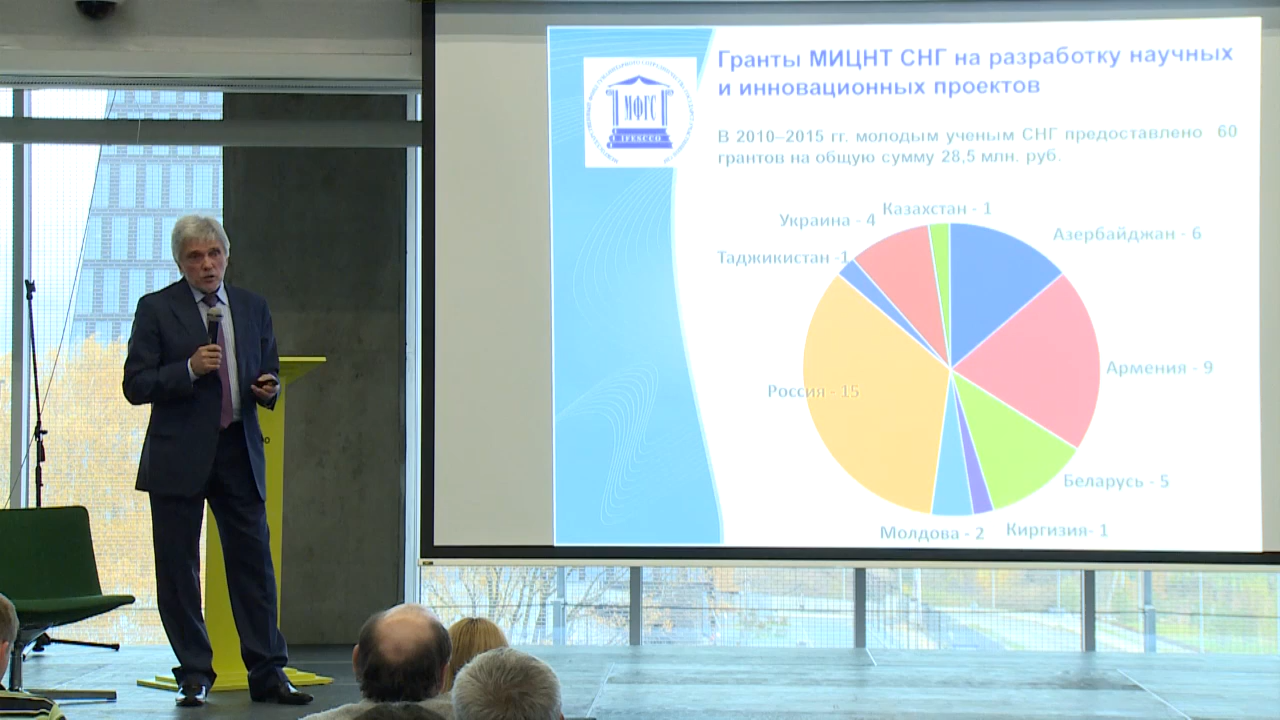 Гранты МИЦНТ СНГ на разработку научных
и инновационных проектов
МФГС
IFESCCO
В 2010–2015 гг. молодым ученым СНГ предоставлено 60
грантов на общую сумму 28,5 млн. руб.
Казахстан - 1
Украина - 4
Азербайджан - 6
Таджикистан -1
Армения - 9
Россия - 15
Беларусь - 5
Молдова - 2
Киргизия- 1